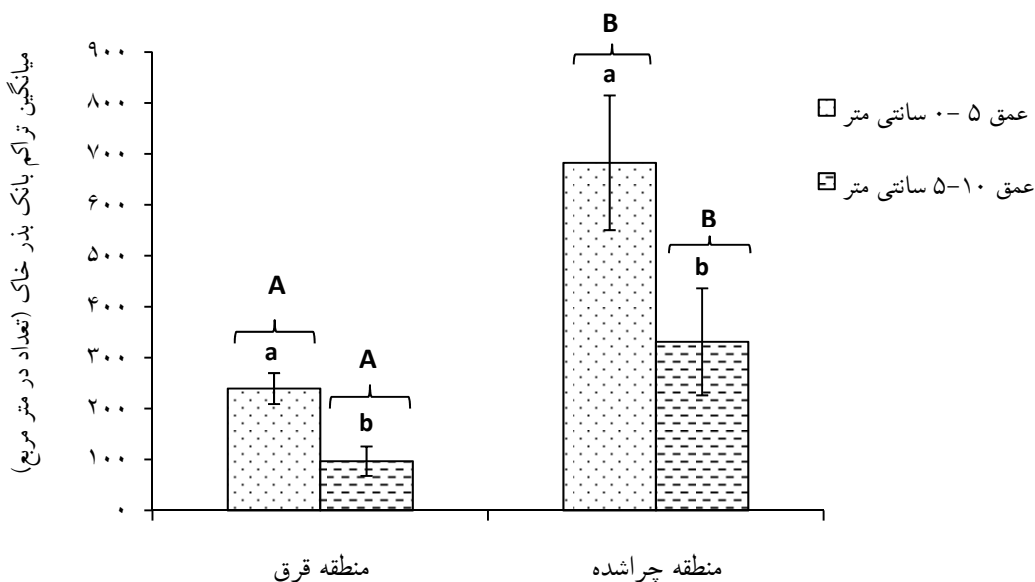 میانگین تراکم بانک بذر خاک (تعداد در متر مربع)
۹۰۰
۸۰۰
۷۰۰
۶۰۰
۵۰۰
۴۰۰
۳۰۰
۲۰۰
۱۰۰
۰
A
a
A
b
B
a
B
b
منطقه قرق
منطقه چراشده
عمق ۵ -۰ سانتی متر
عمق ۱۰-۵ سانتی متر